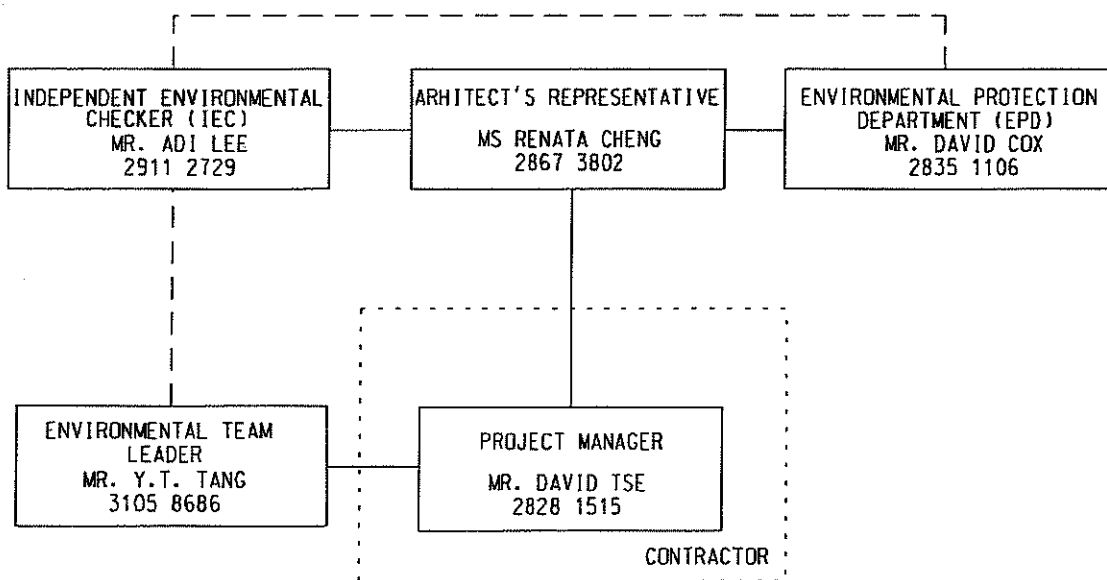 INDEPENDENT ENVIRONMENTAL
CHECKER (IEC)
MR. ADI LEE
2911 2729
ARHITECT'S REPRESENTATIVE
MS RENATA CHENG
2867 3802
ENVIRONMENTAL PROTECTION
DEPARTMENT (EPD)
MR. DAVID COX
2835 1106
ENVIRONMENTAL TEAM
LEADER
MR. Y.T. TANG
3105 8686
PROJECT MANAGER
MR. DAVID TSE
2828 1515
CONTRACTOR